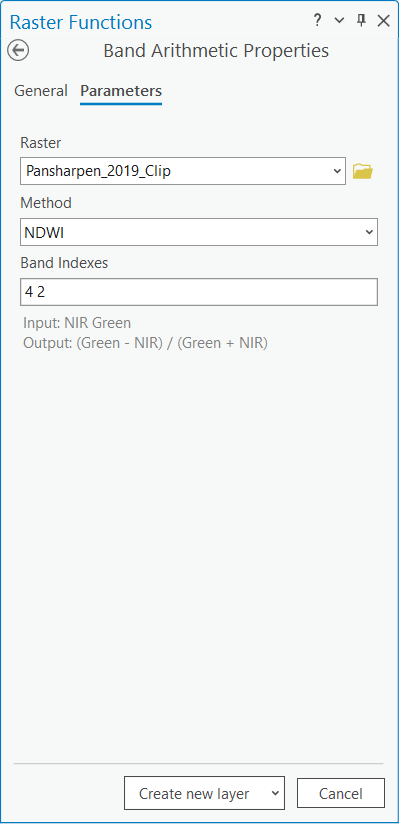 Raster Functions ?
Band Arithmetic Properties
General Parameters
Raster
Pansharpen_2019_Clip
Method
NDWI
Band Indexes
4 2
Input: NIR Green
Output: (Green - NIR) / (Green + NIR)
Create new layer Cancel